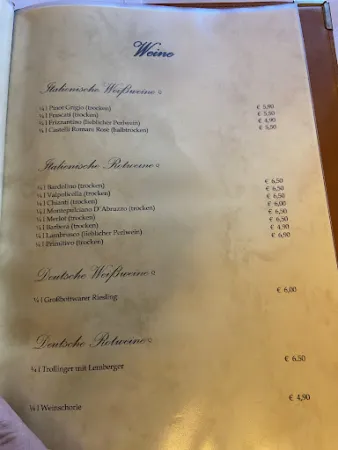 Weine
Italienische Weißweine
¼ l Pinot Grigio (trocken) € 5,90
¼ l Frascati (trocken) € 5,50
¼ l Frizzantino (lieblicher Perlwein) € 4,90
¼ l Castelli Romani Rose (halbtrocken) € 5,50
Italienische Rotweine
¼ l Bardolino (trocken) € 6,50
¼ l Valpolicella (trocken) € 6,50
¼ l Chianti (trocken) € 6,50
¼ l Montepulciano D'Abruzzo (trocken) € 6,00
¼ l Merlot (trocken) € 6,50
¼ l Barbera (trocken) € 6,50
¼ l Lambrusco (lieblicher Perlwein) € 4,90
¼ l Primitivo (trocken) € 6,90
Deutsche Weißweine
¼ l Großbottwarer Riesling € 6,00
Deutsche Rotweine
¼ l Trollinger mit Lemberger € 6,50
¼ l Weinschorle € 4,90